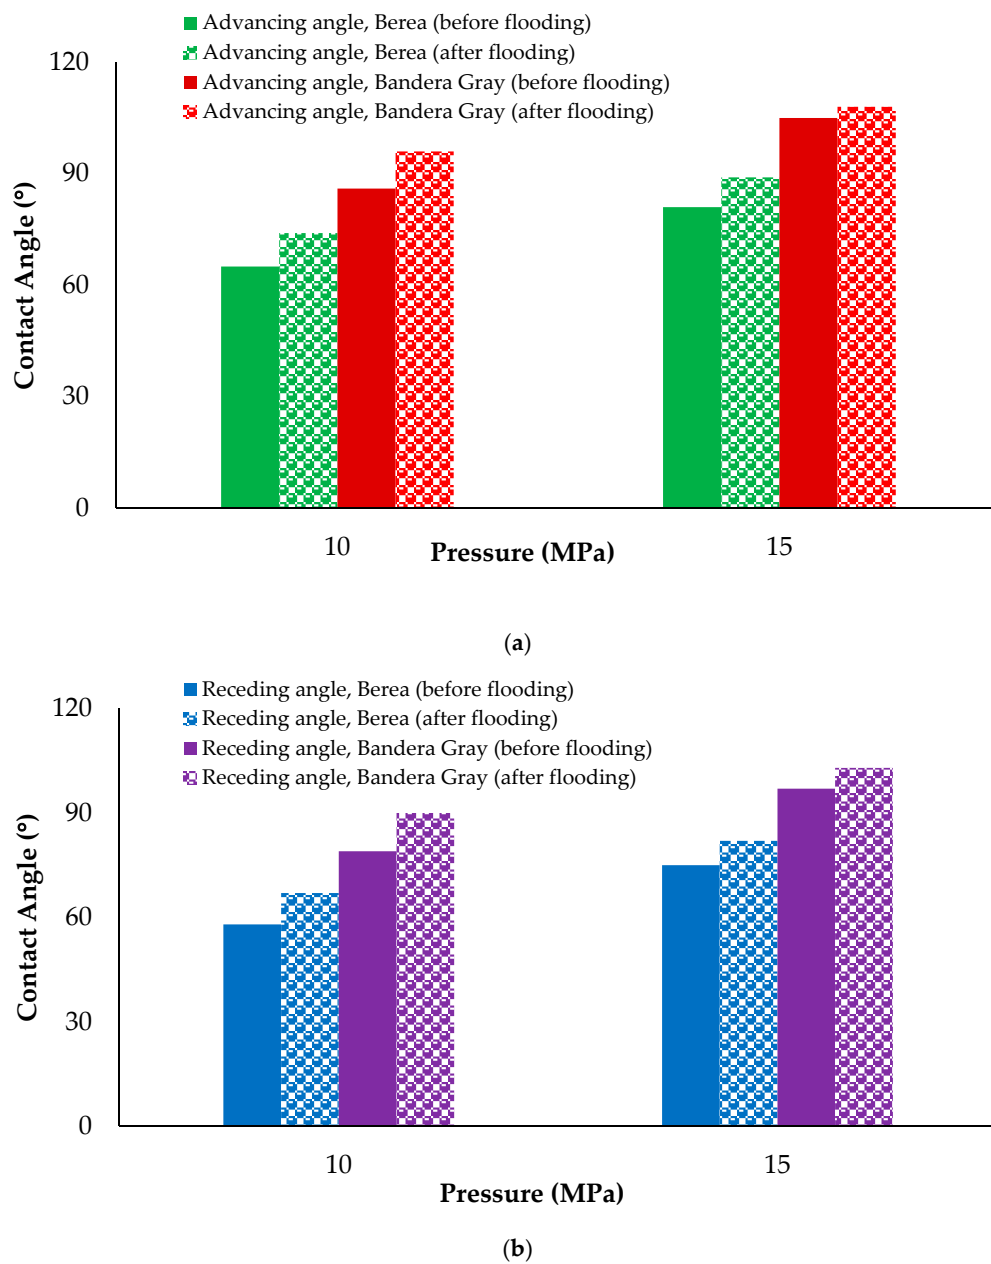 Advancing angle, Berea (before flooding)
Advancing angle, Berea (after flooding)
Advancing angle, Bandera Gray (before flooding)
Advancing angle, Bandera Gray (after flooding)
120
90
60
30
0
Contact Angle (°)
10
15
Pressure (MPa)
(a)
Receding angle, Berea (before flooding)
Receding angle, Berea (after flooding)
Receding angle, Bandera Gray (before flooding)
Receding angle, Bandera Gray (after flooding)
120
90
60
30
0
Contact Angle (°)
10
15
Pressure (MPa)
(b)